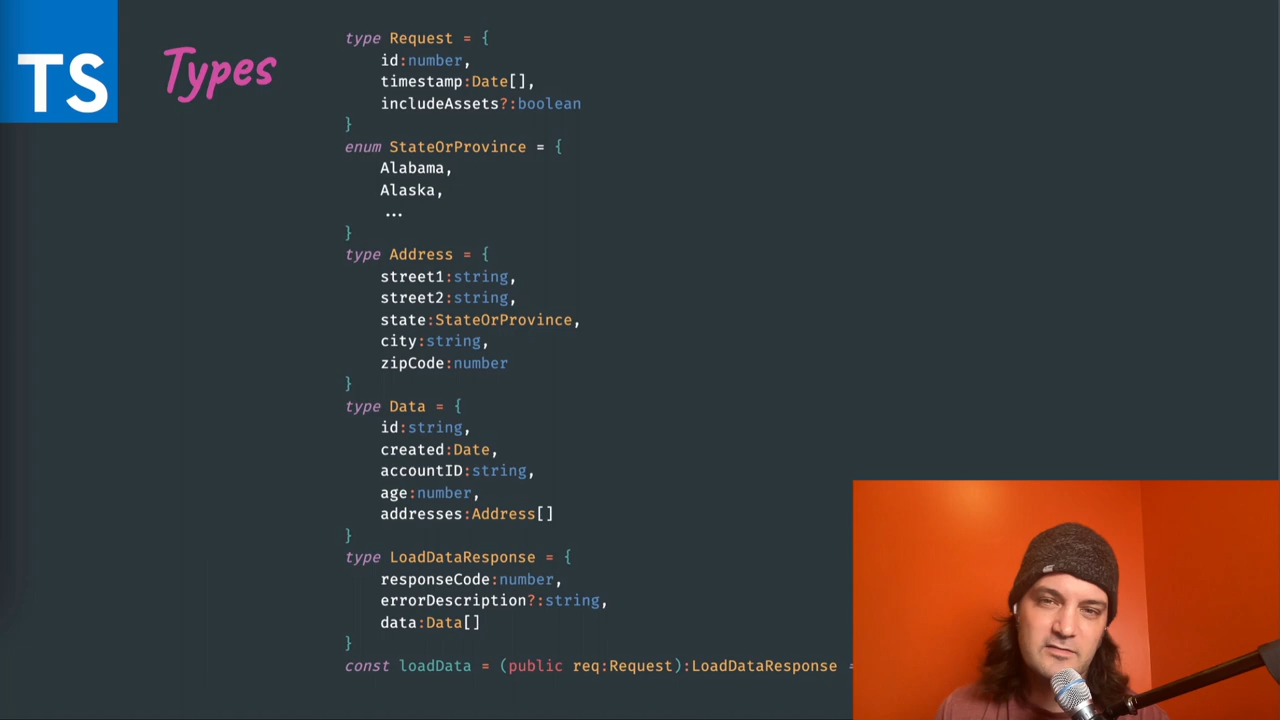 TS
Types
type Request = {
id:number,
timestamp:Date[],
includeAssets?:boolean
}
enum StateOrProvince = {
Alabama,
Alaska,
...
}
type Address = {
street1:string,
street2:string,
state:StateOrProvince,
city:string,
zipCode:number
}
type Data = {
id:string,
created:Date,
accountID:string,
age:number,
addresses:Address[]
}
type LoadDataResponse = {
responseCode:number,
errorDescription?:string,
data:Data[]
}
const loadData = (public req:Request):LoadDataResponse =